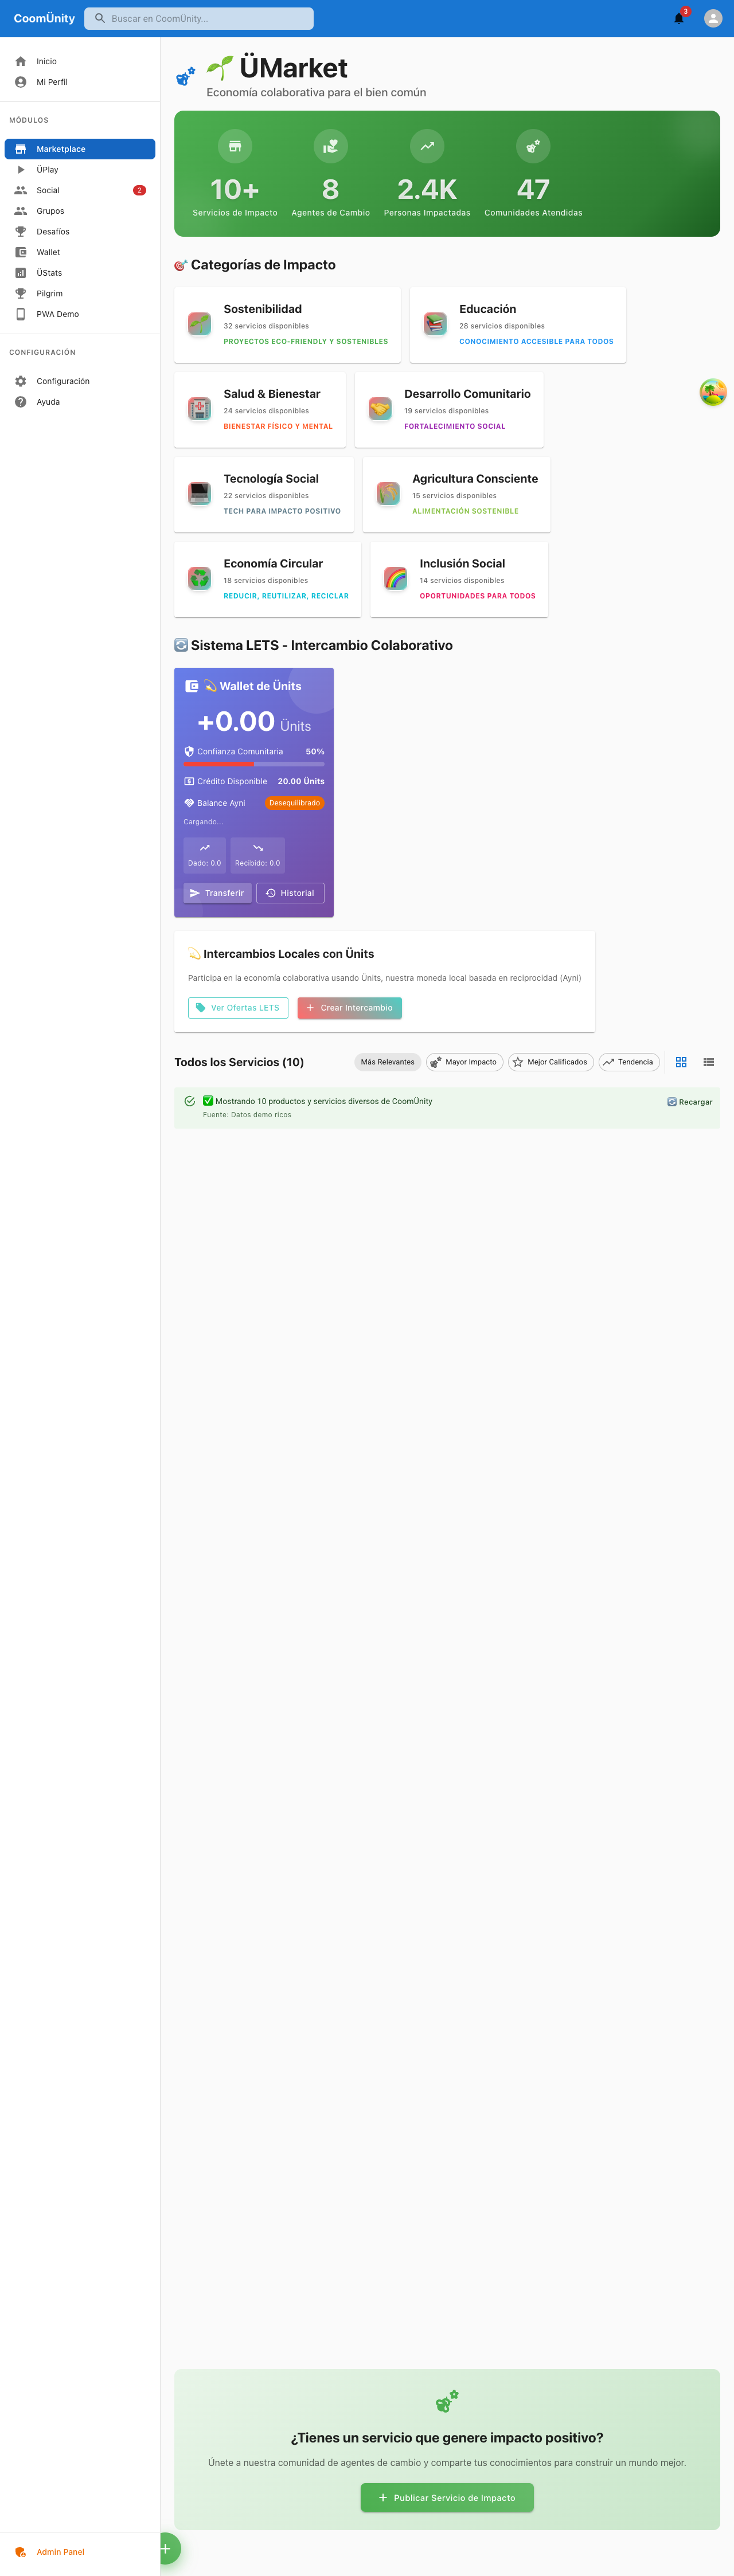 CoomÜnity
Buscar en CoomÜnity...
3
Inicio
Mi Perfil
MÓDULOS
Marketplace
ÜPlay
Social
2
Grupos
Desafíos
Wallet
ÜStats
Pilgrim
PWA Demo
CONFIGURACIÓN
Configuración
Ayuda
Admin Panel
ÜMarket
Economía colaborativa para el bien común
10+
Servicios de Impacto
8
Agentes de Cambio
2.4K
Personas Impactadas
47
Comunidades Atendidas
Categorías de Impacto
Sostenibilidad
32 servicios disponibles
PROYECTOS ECO-FRIENDLY Y SOSTENIBLES
Educación
28 servicios disponibles
CONOCIMIENTO ACCESIBLE PARA TODOS
Salud & Bienestar
24 servicios disponibles
BIENESTAR FÍSICO Y MENTAL
Desarrollo Comunitario
19 servicios disponibles
FORTALECIMIENTO SOCIAL
Tecnología Social
22 servicios disponibles
TECH PARA IMPACTO POSITIVO
Agricultura Consciente
15 servicios disponibles
ALIMENTACIÓN SOSTENIBLE
Economía Circular
18 servicios disponibles
REDUCIR, REUTILIZAR, RECICLAR
Inclusión Social
14 servicios disponibles
OPORTUNIDADES PARA TODOS
Sistema LETS - Intercambio Colaborativo
Wallet de Ünits
+0.00 Ünits
Confianza Comunitaria 50%
Crédito Disponible 20.00 Ünits
Balance Ayni Desequilibrado
Cargando...
Dado: 0.0
Recibido: 0.0
Transferir
Historial
Intercambios Locales con Ünits
Participa en la economía colaborativa usando Ünits, nuestra moneda local basada en reciprocidad (Ayni)
Ver Ofertas LETS
Crear Intercambio
Todos los Servicios (10)
Más Relevantes
Mayor Impacto
Mejor Calificados
Tendencia
Mostrando 10 productos y servicios diversos de CoomÜnity
Fuente: Datos demo ricos
Recargar
¿Tienes un servicio que genere impacto positivo?
Únete a nuestra comunidad de agentes de cambio y comparte tus conocimientos para construir un mundo mejor.
Publicar Servicio de Impacto